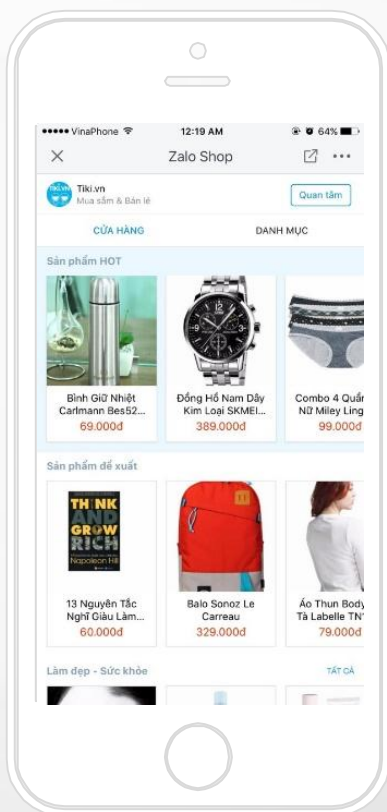 VinaPhone
12:19 AM
64%
Zalo Shop
TIKI.VN
Tiki.vn
Mua sắm & Bán lẻ
Quan tâm
CỬA HÀNG
DANH MỤC
Sản phẩm HOT
Bình Giữ Nhiệt
Carlmann Bes52...
69.000đ
Đồng Hồ Nam Dây
Kim Loại SKMEI...
389.000đ
Combo 4 Quần
Nữ Miley Ling
99.000đ
Sản phẩm đề xuất
THINK
AND
GROW
RICH
Napoleon Hill
13 Nguyên Tắc
Nghĩ Giàu Làm...
60.000đ
Balo Sonoz Le
Carreau
329.000đ
Áo Thun Body
Tà Labelle TN1
79.000đ
Làm đẹp - Sức khỏe
TẤT CẢ